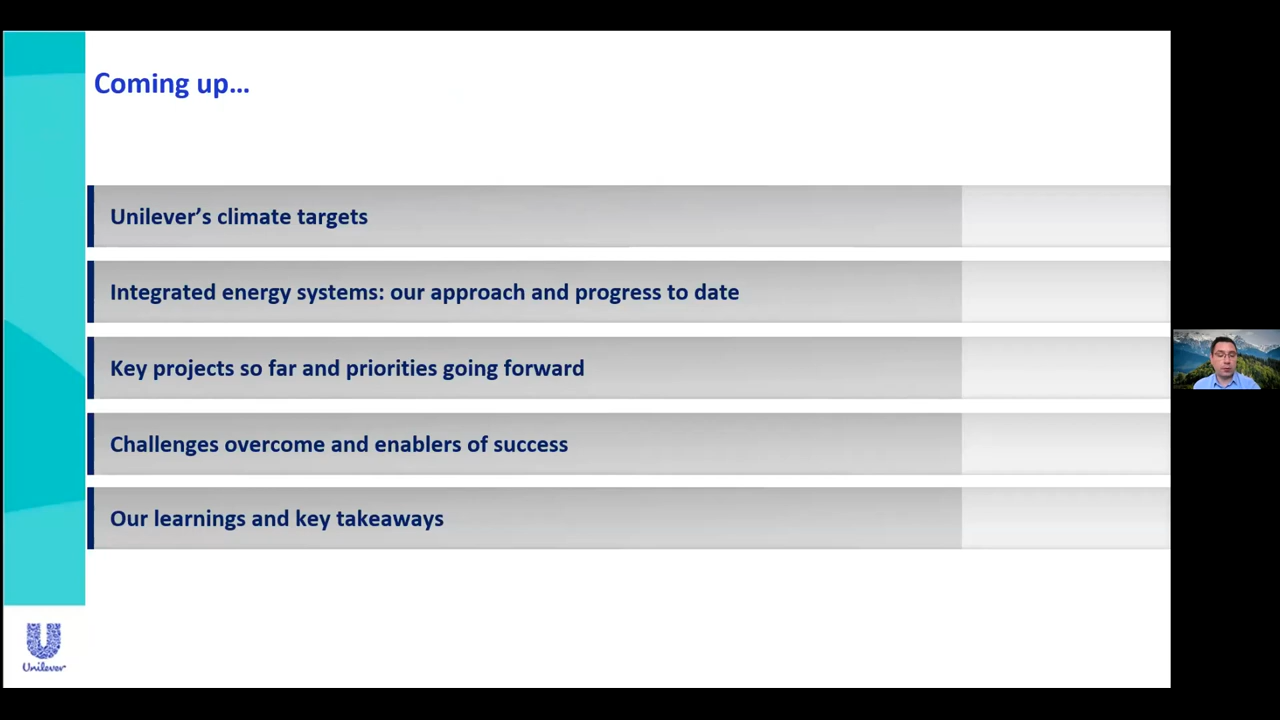 Coming up...
Unilever’s climate targets
Integrated energy systems: our approach and progress to date
Key projects so far and priorities going forward
Challenges overcome and enablers of success
Our learnings and key takeaways
Unilever